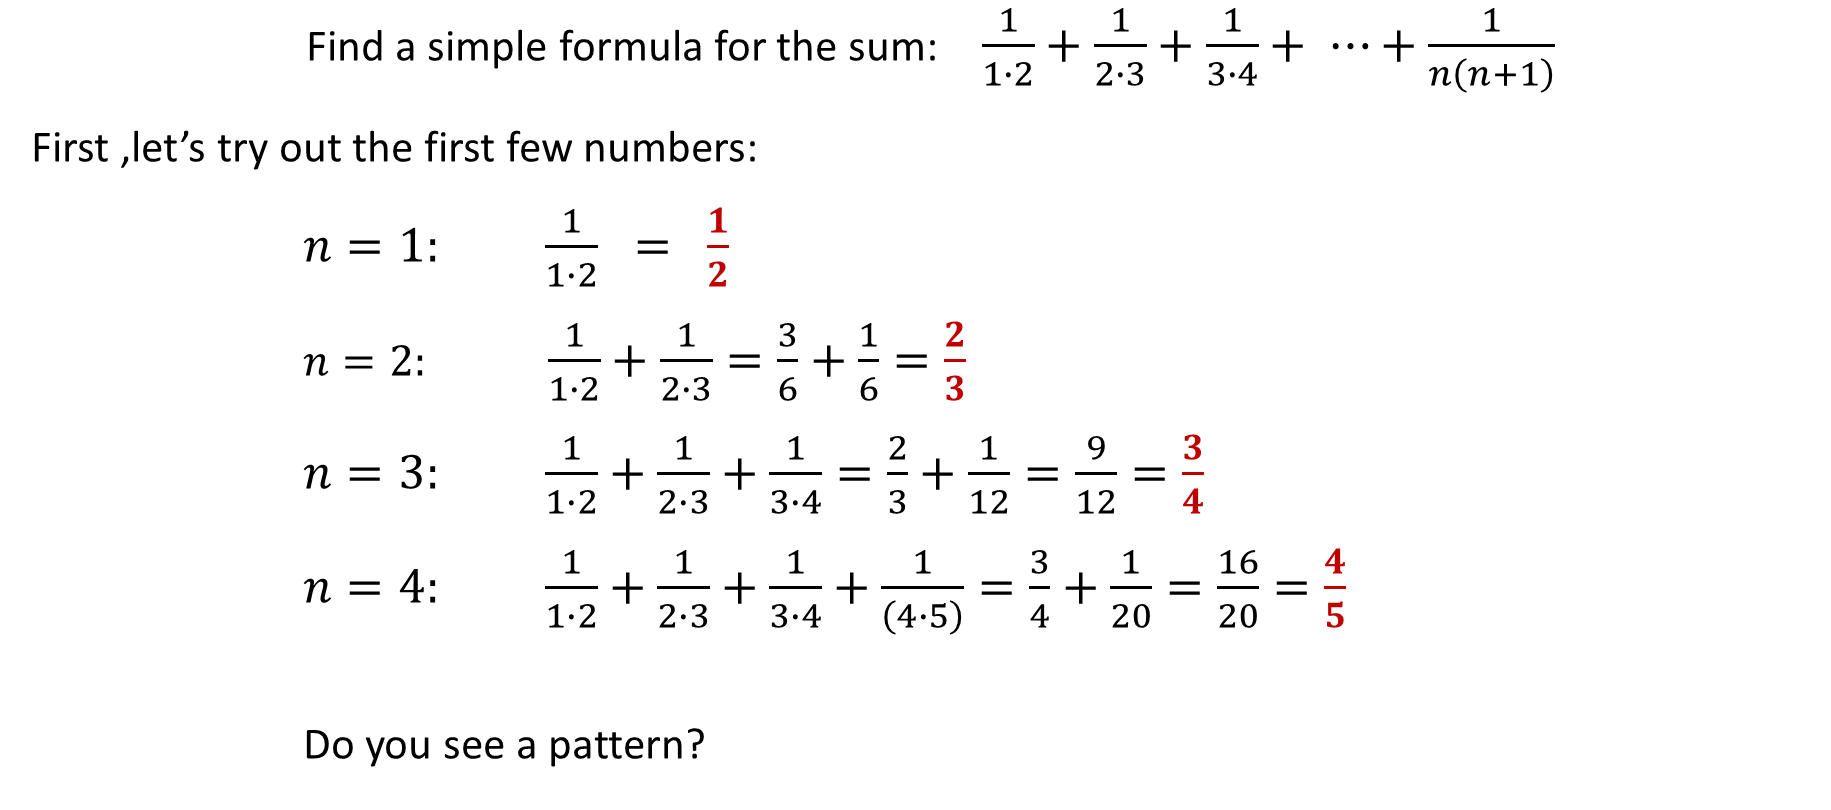 Find a simple formula for the sum: 1/(1·2) + 1/(2·3) + 1/(3·4) + ⋯ + 1/(n(n+1))
First ,let’s try out the first few numbers:
n = 1: 1/(1·2) = 1/2
n = 2: 1/(1·2) + 1/(2·3) = 3/6 + 1/6 = 2/3
n = 3: 1/(1·2) + 1/(2·3) + 1/(3·4) = 2/3 + 1/12 = 9/12 = 3/4
n = 4: 1/(1·2) + 1/(2·3) + 1/(3·4) + 1/(4·5) = 3/4 + 1/20 = 16/20 = 4/5
Do you see a pattern?